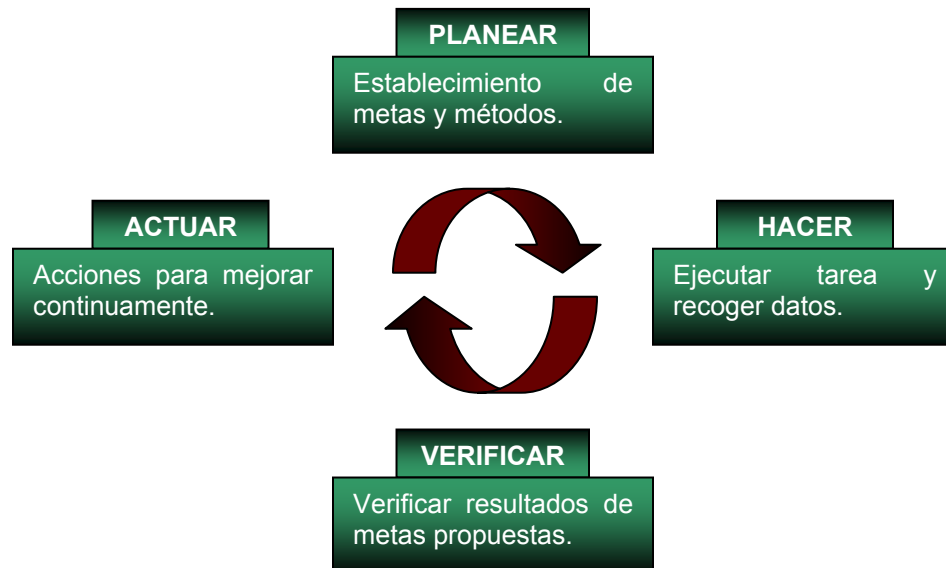 PLANEAR
Establecimiento de
metas y métodos.
ACTUAR
Acciones para mejorar
continuamente.
HACER
Ejecutar tarea y
recoger datos.
VERIFICAR
Verificar resultados de
metas propuestas.